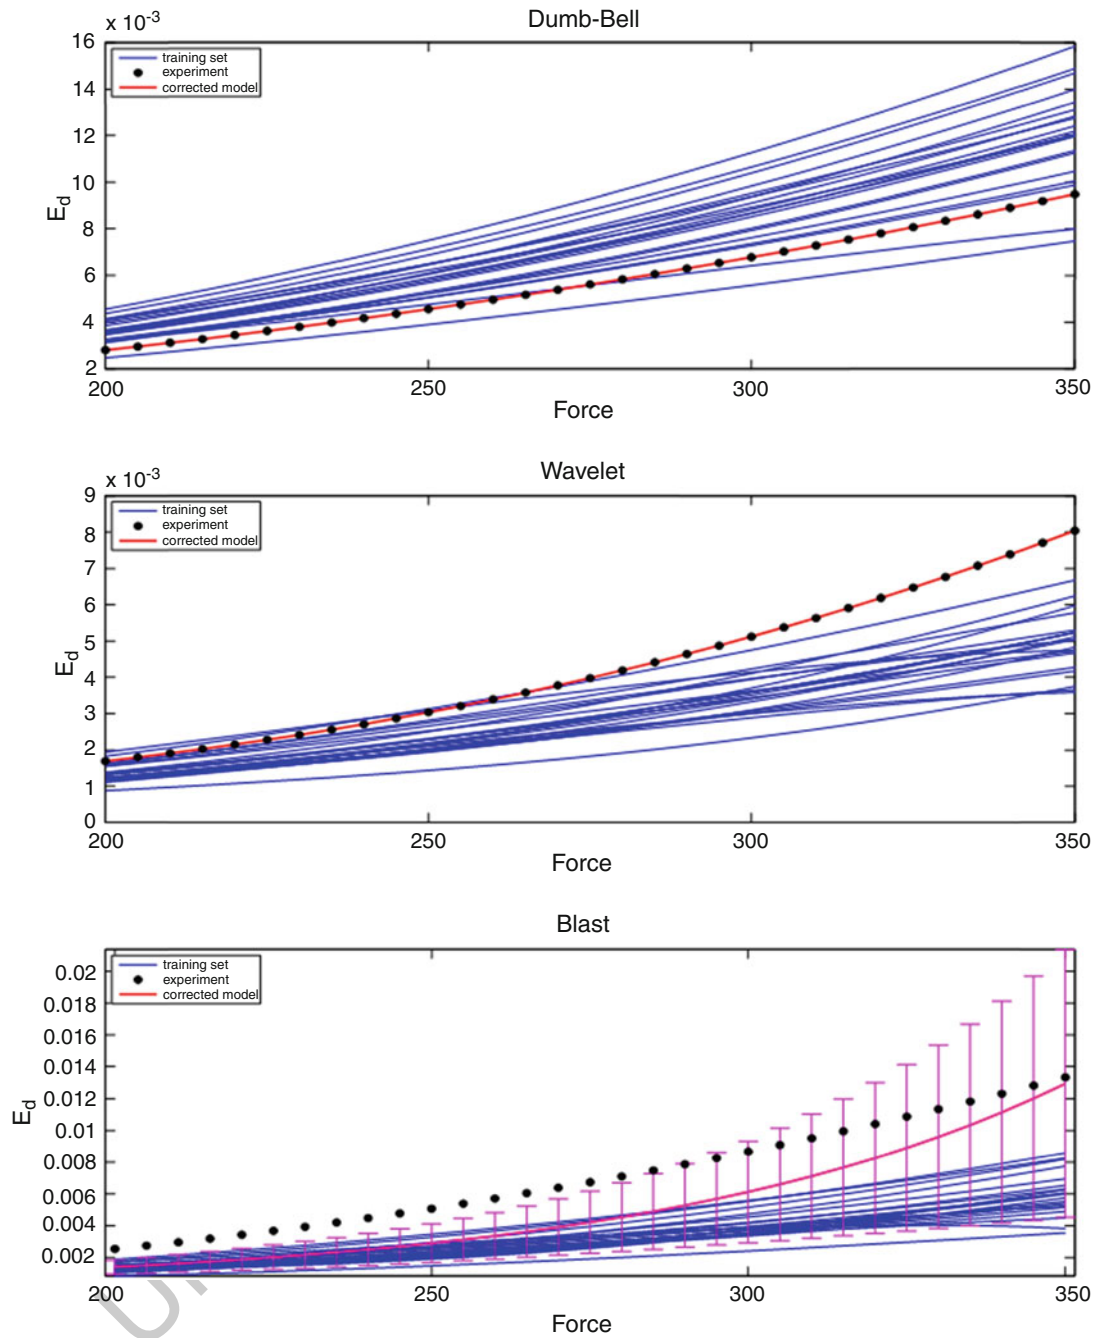 Dumb-Bell
x 10-3
training set
experiment
corrected model
16
14
12
10
8
6
4
2
Ed
200 250 300 350
Force
Wavelet
x 10-3
training set
experiment
corrected model
9
8
7
6
5
4
3
2
1
0
Ed
200 250 300 350
Force
Blast
training set
experiment
corrected model
0.02
0.018
0.016
0.014
0.012
0.01
0.008
0.006
0.004
0.002
Ed
200 250 300 350
Force